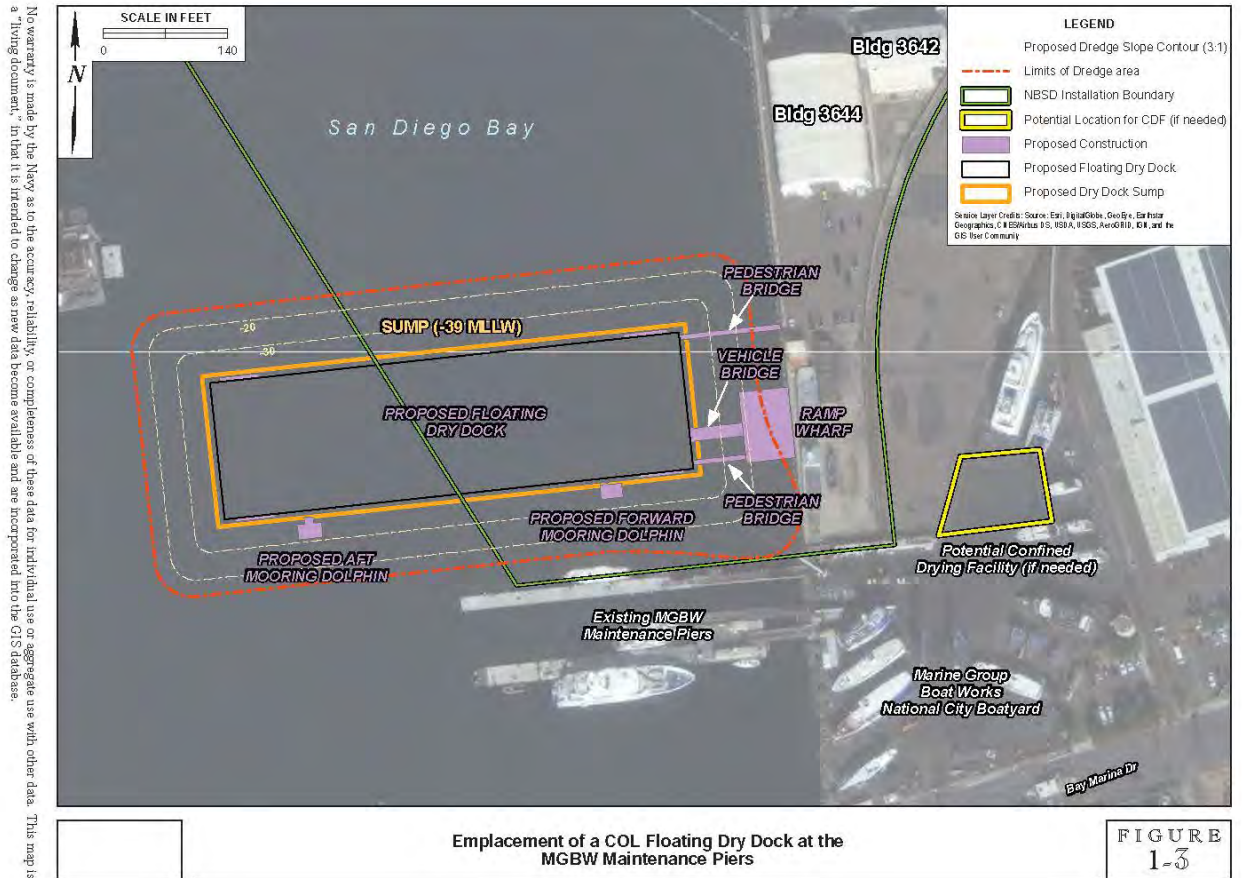 No warranty is made by the Navy as to the accuracy, reliability, or completeness of these data for individual use or aggregate use with other data. This map is
a "living document," in that it is intended to change as new data become available and are incorporated into the GIS database.
SCALE IN FEET
0 140
N
San Diego Bay
Bldg 3642
Bldg 3644
LEGEND
Proposed Dredge Slope Contour (3:1)
Limits of Dredge area
NBSD Installation Boundary
Potential Location for CDF (if needed)
Proposed Construction
Proposed Floating Dry Dock
Proposed Dry Dock Sump
Service Layer Credits: Source: Esri, DigitalGlobe, GeoEye, Earthstar
Geographics, CNES/Airbus DS, USDA, USGS, AeroGRID, IGN, and the
GIS User Community
PEDESTRIAN
BRIDGE
-20
SUMP (-39 MLLW)
-30
VEHICLE
BRIDGE
PROPOSED FLOATING
DRY DOCK
RAMP
WHARF
PEDESTRIAN
BRIDGE
PROPOSED FORWARD
MOORING DOLPHIN
PROPOSED AFT
MOORING DOLPHIN
Potential Confined
Drying Facility (if needed)
Existing MGBW
Maintenance Piers
Marine Group
Boat Works
National City Boatyard
Bay Marina Dr
Emplacement of a COL Floating Dry Dock at the
MGBW Maintenance Piers
FIGURE
1-3